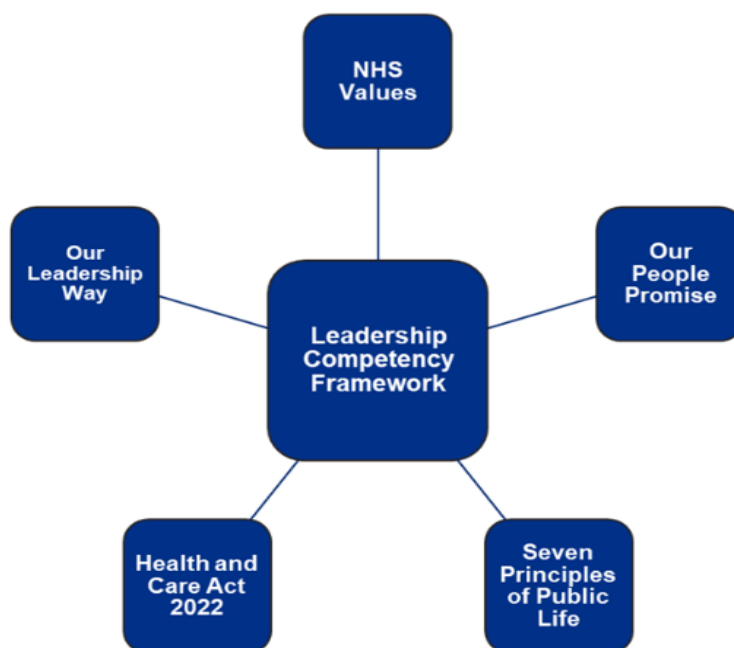 NHS
Values
Our
Leadership
Way
Our
People
Promise
Leadership
Competency
Framework
Health and
Care Act
2022
Seven
Principles
of Public
Life